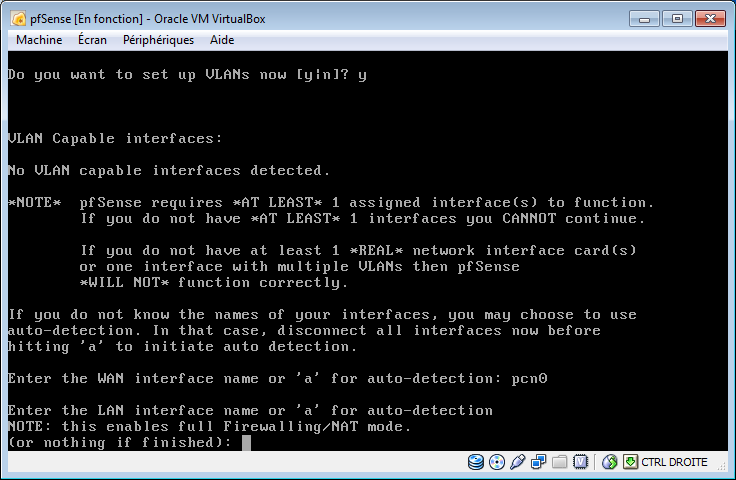 pfSense [En fonction] - Oracle VM VirtualBox
Machine Écran Périphériques Aide
Do you want to set up VLANs now [y|n]? y
VLAN Capable interfaces:
No VLAN capable interfaces detected.
*NOTE*  pfSense requires *AT LEAST* 1 assigned interface(s) to function.
If you do not have *AT LEAST* 1 interfaces you CANNOT continue.
If you do not have at least 1 *REAL* network interface card(s)
or one interface with multiple VLANs then pfSense
*WILL NOT* function correctly.
If you do not know the names of your interfaces, you may choose to use
auto-detection. In that case, disconnect all interfaces now before
hitting 'a' to initiate auto detection.
Enter the WAN interface name or 'a' for auto-detection: pcn0
Enter the LAN interface name or 'a' for auto-detection
NOTE: this enables full Firewalling/NAT mode.
(or nothing if finished):
CTRL DROITE